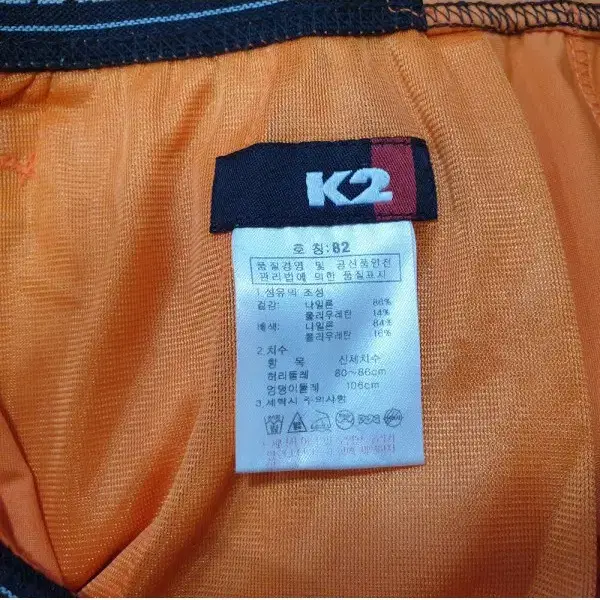 K2
호 칭:82
품질경영 및 공산품안전
관리법에 의한 품질표시
1.섬유의 조성
겉감: 나일론 86%
폴리우레탄 14%
배색: 나일론 84%
폴리우레탄 16%
2.치수
항 목 신체치수
허리둘레 80~86cm
엉덩이둘레 106cm
3.세탁시 주의사항